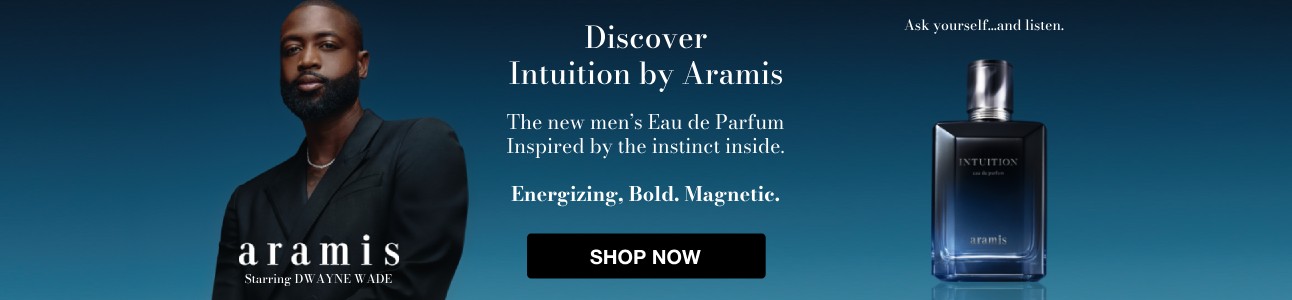 Discover
Intuition by Aramis
The new men's Eau de Parfum
Inspired by the instinct inside.
Energizing, Bold. Magnetic.
SHOP NOW
aramis
Starring DWAYNE WADE
Ask yourself...and listen.
INTUITION
eau de parfum
aramis